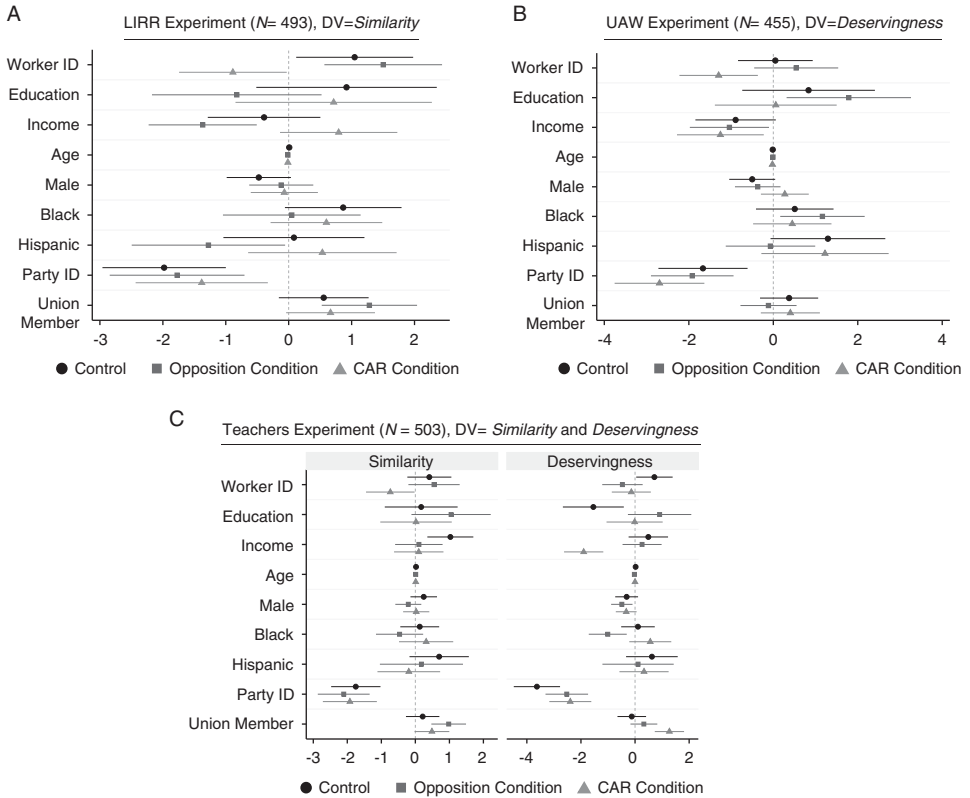 A
LIRR Experiment (N= 493), DV=Similarity
Worker ID
Education
Income
Age
Male
Black
Hispanic
Party ID
Union
Member
-3 -2 -1 0 1 2
Control Opposition Condition CAR Condition
B
UAW Experiment (N= 455), DV=Deservingness
Worker ID
Education
Income
Age
Male
Black
Hispanic
Party ID
Union
Member
-4 -2 0 2 4
Control Opposition Condition CAR Condition
C
Teachers Experiment (N = 503), DV= Similarity and Deservingness
Similarity Deservingness
Worker ID
Education
Income
Age
Male
Black
Hispanic
Party ID
Union Member
-3 -2 -1 0 1 2 -4 -2 0 2
Control Opposition Condition CAR Condition